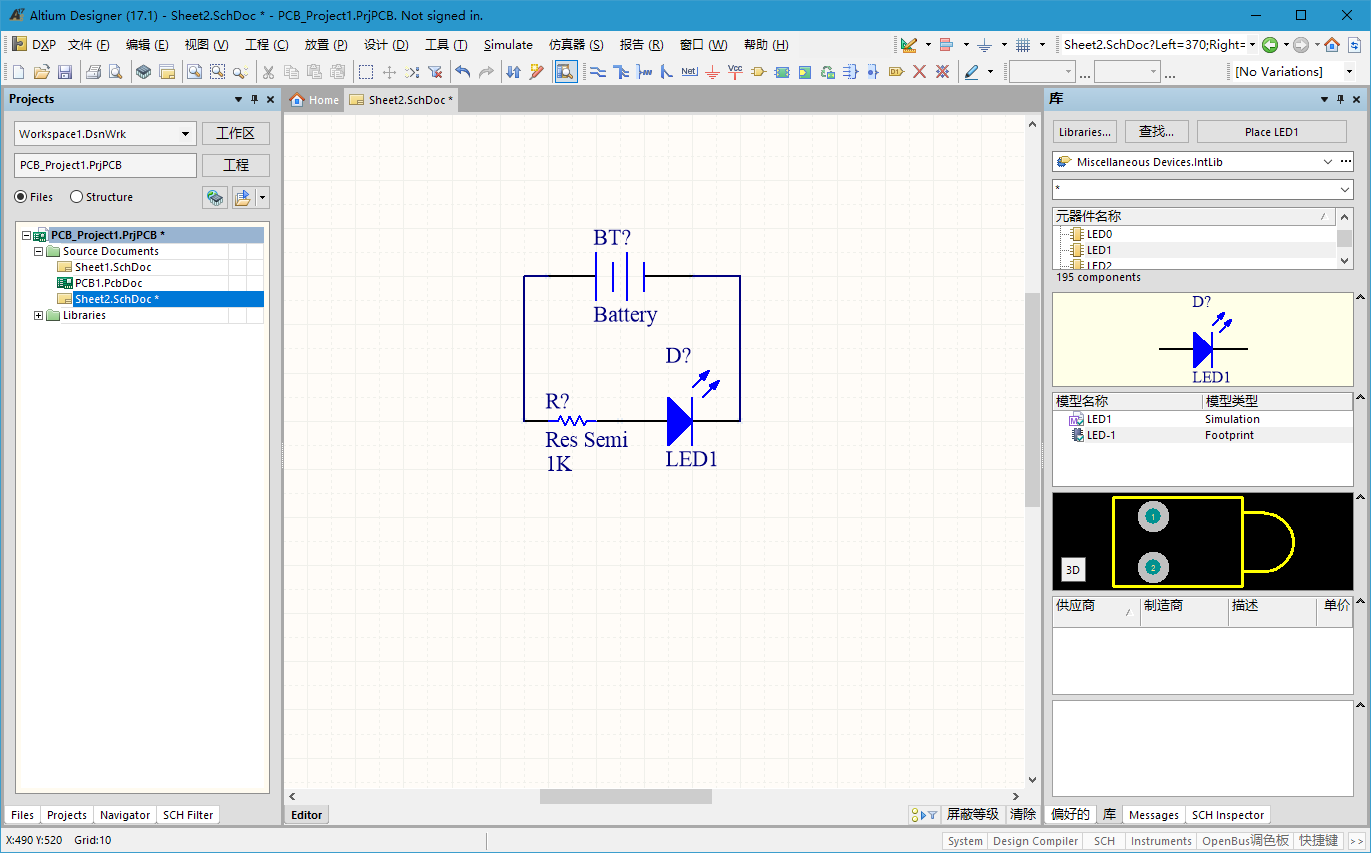 Altium Designer (17.1) - Sheet2.SchDoc * - PCB_Project1.PrjPCB. Not signed in.
DXP 文件 (F) 编辑 (E) 视图 (V) 工程 (C) 放置 (P) 设计 (D) 工具 (T) Simulate 仿真器 (S) 报告 (R) 窗口 (W) 帮助 (H) Sheet2.SchDoc?Left=370;Right=
Net Vcc D1 ... ... [No Variations]
Projects
Workspace1.DsnWrk 工作区
PCB_Project1.PrjPCB 工程
Files Structure
PCB_Project1.PrjPCB *
Source Documents
Sheet1.SchDoc
PCB1.PcbDoc
Sheet2.SchDoc *
Libraries
Files Projects Navigator SCH Filter
Home Sheet2.SchDoc *
BT?
Battery
D?
R?
Res Semi
1K
LED1
Editor 屏蔽等级 清除
库
Libraries... 查找... Place LED1
Miscellaneous Devices.IntLib ...
*
元器件名称
LED0
LED1
LED2
195 components
D?
LED1
模型名称 模型类型
LED1 Simulation
LED-1 Footprint
1
2
3D
供应商 制造商 描述 单价
偏好的 库 Messages SCH Inspector
X:490 Y:520 Grid:10 System Design Compiler SCH Instruments OpenBus调色板 快捷键 >>